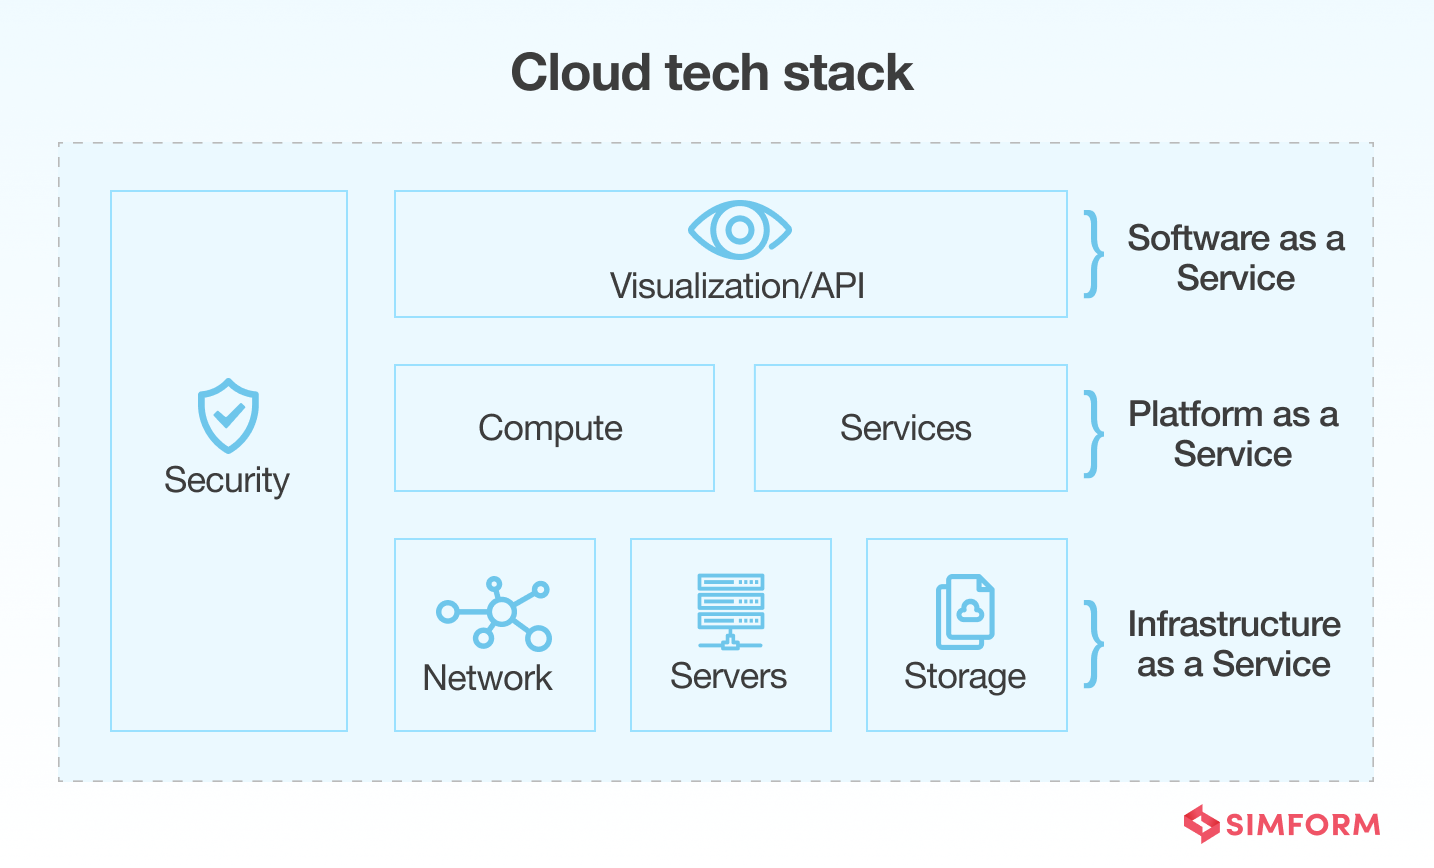 Cloud tech stack
Security
Visualization/API
Software as a
Service
Compute
Services
Platform as a
Service
Network
Servers
Storage
Infrastructure
as a Service
SIMFORM